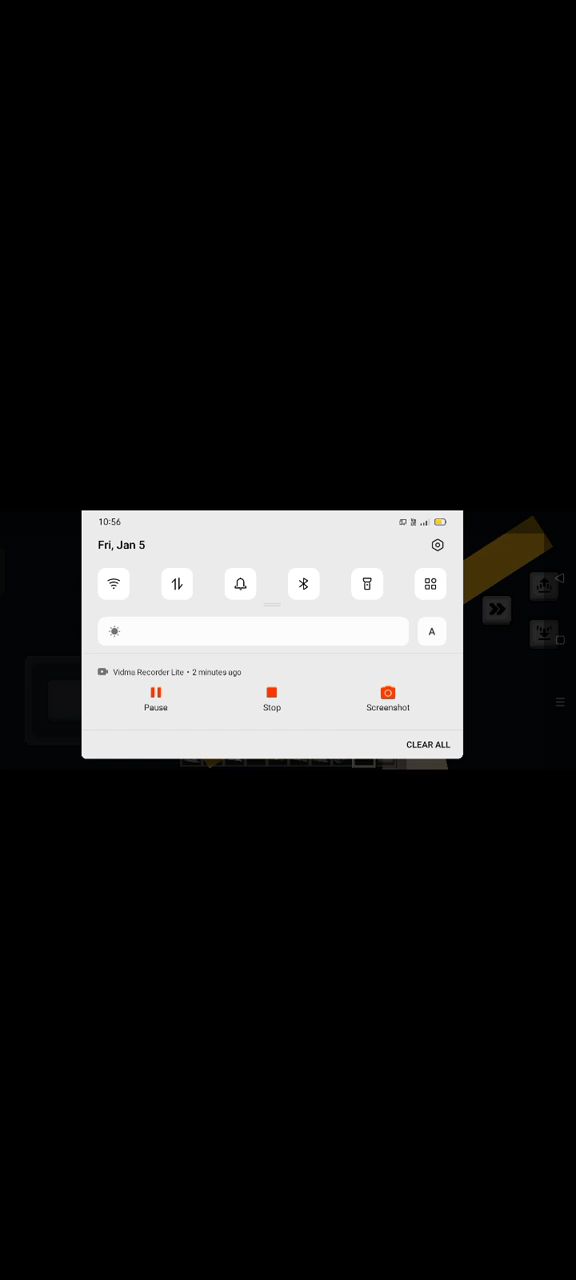 10:56
Fri, Jan 5
A
Vidma Recorder Lite • 2 minutes ago
Pause
Stop
Screenshot
CLEAR ALL